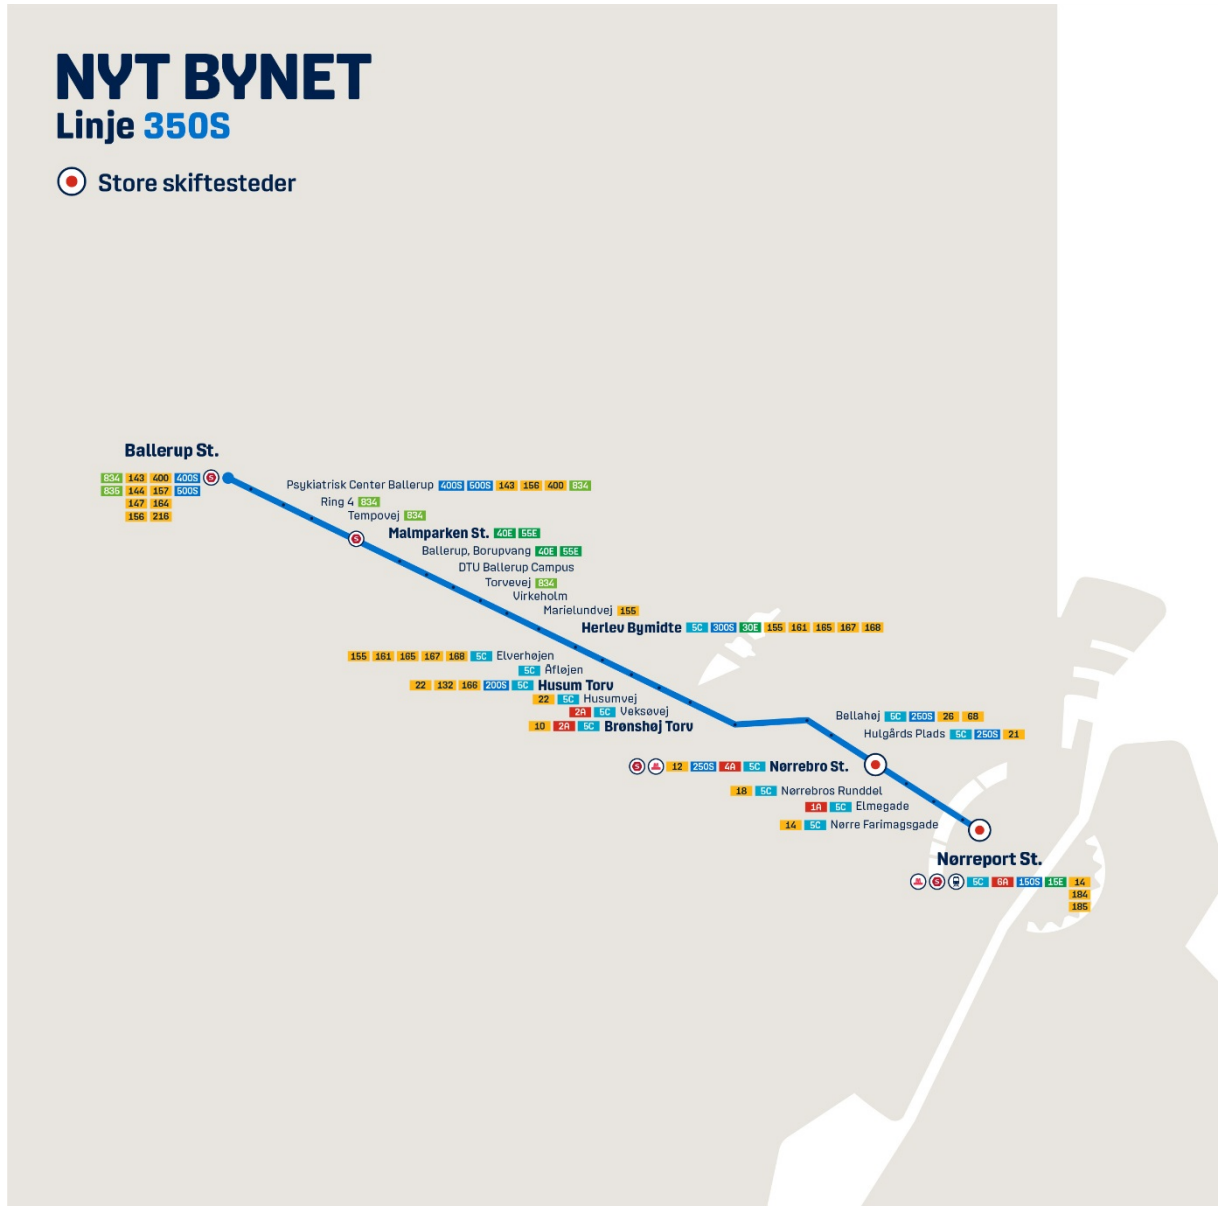 NYT BYNET
Linje 350S
Store skiftesteder
Ballerup St.
834 143 400 400S S
835 144 157 500S
147 164
156 216
Psykiatrisk Center Ballerup 400S 500S 143 156 400 834
Ring 4 834
Tempovej 834
S
Malmparken St. 40E 55E
Ballerup, Borupvang 40E 55E
DTU Ballerup Campus
Torvevej 834
Virkeholm
Marielundvej 155
Herlev Bymidte 5C 300S 30E 155 161 165 167 168
155 161 165 167 168 5C Elverhøjen
5C Åfløjen
22 132 166 200S 5C Husum Torv
22 5C Husumvej
2A 5C Veksøvej
10 2A 5C Brønshøj Torv
Bellahøj 5C 250S 26 68
Hulgårds Plads 5C 250S 21
S 12 250S 4A 5C Nørrebro St.
18 5C Nørrebros Runddel
1A 5C Elmegade
14 5C Nørre Farimagsgade
Nørreport St.
S 5C 6A 150S 15E 14
184
185